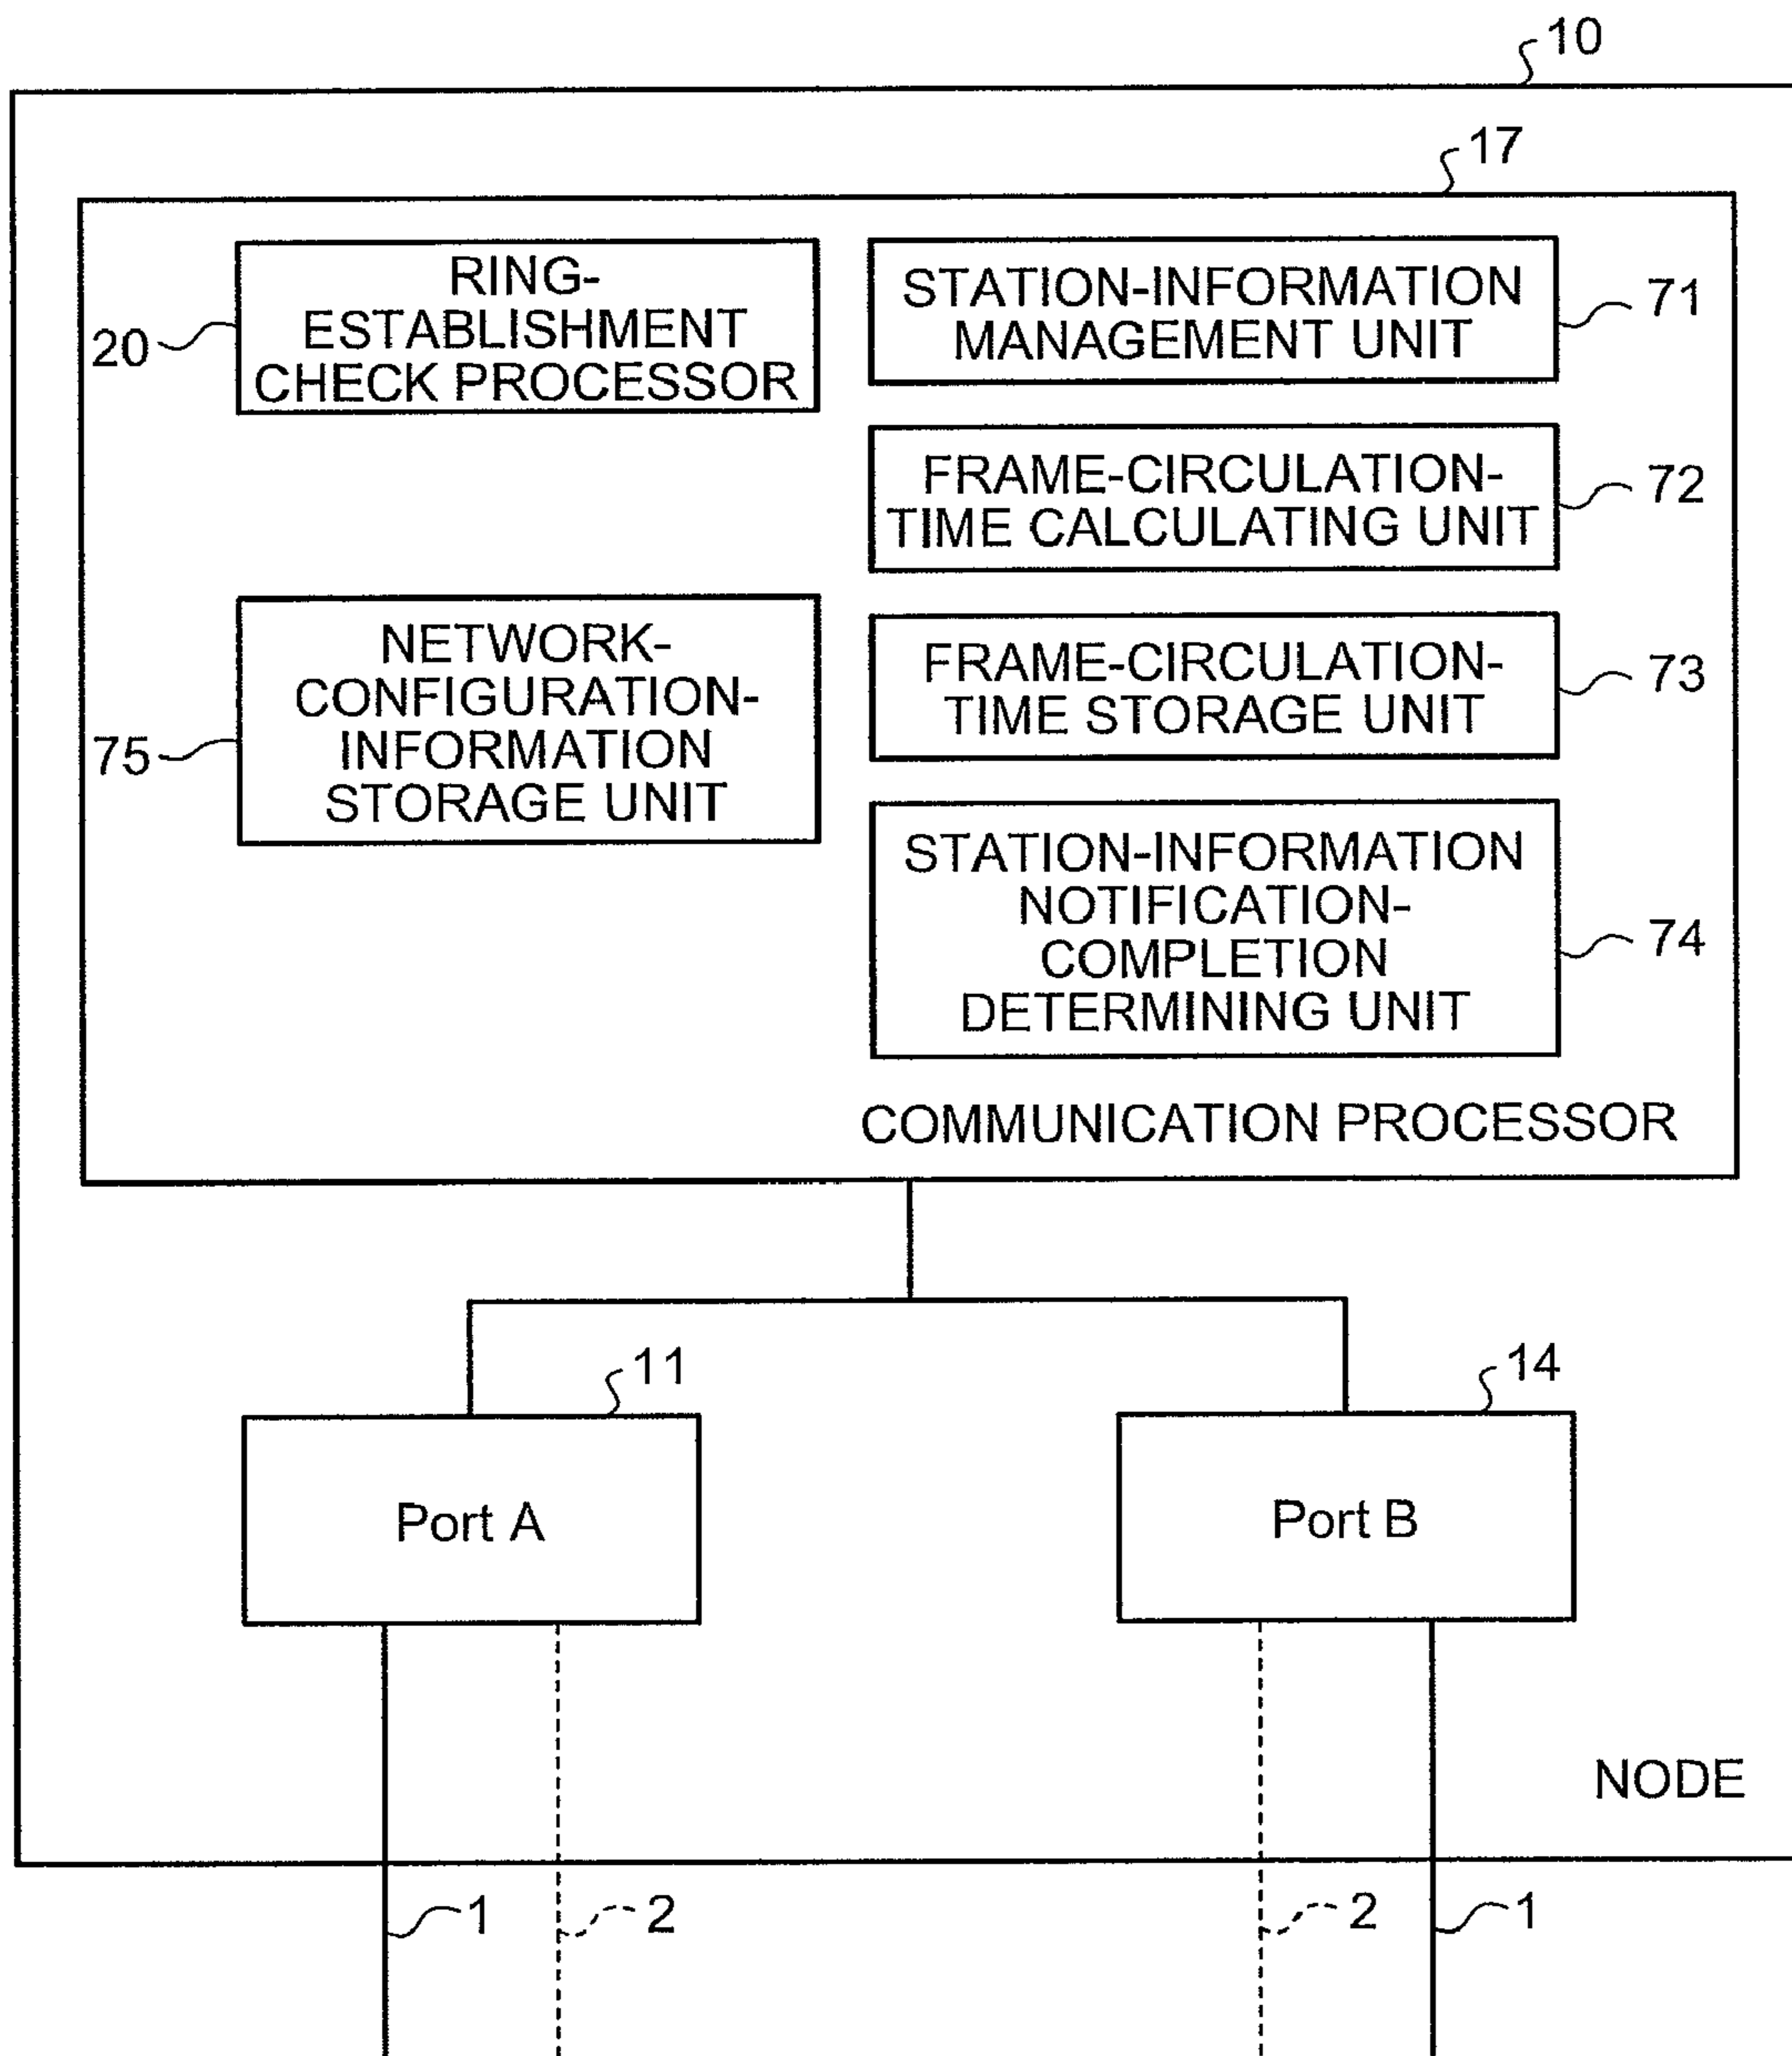 10
17
RING-
ESTABLISHMENT
CHECK PROCESSOR
20
STATION-INFORMATION
MANAGEMENT UNIT
71
FRAME-CIRCULATION-
TIME CALCULATING UNIT
72
NETWORK-
CONFIGURATION-
INFORMATION
STORAGE UNIT
75
FRAME-CIRCULATION-
TIME STORAGE UNIT
73
STATION-INFORMATION
NOTIFICATION-
COMPLETION
DETERMINING UNIT
74
COMMUNICATION PROCESSOR
11
14
Port A
Port B
NODE
1
2
2
1